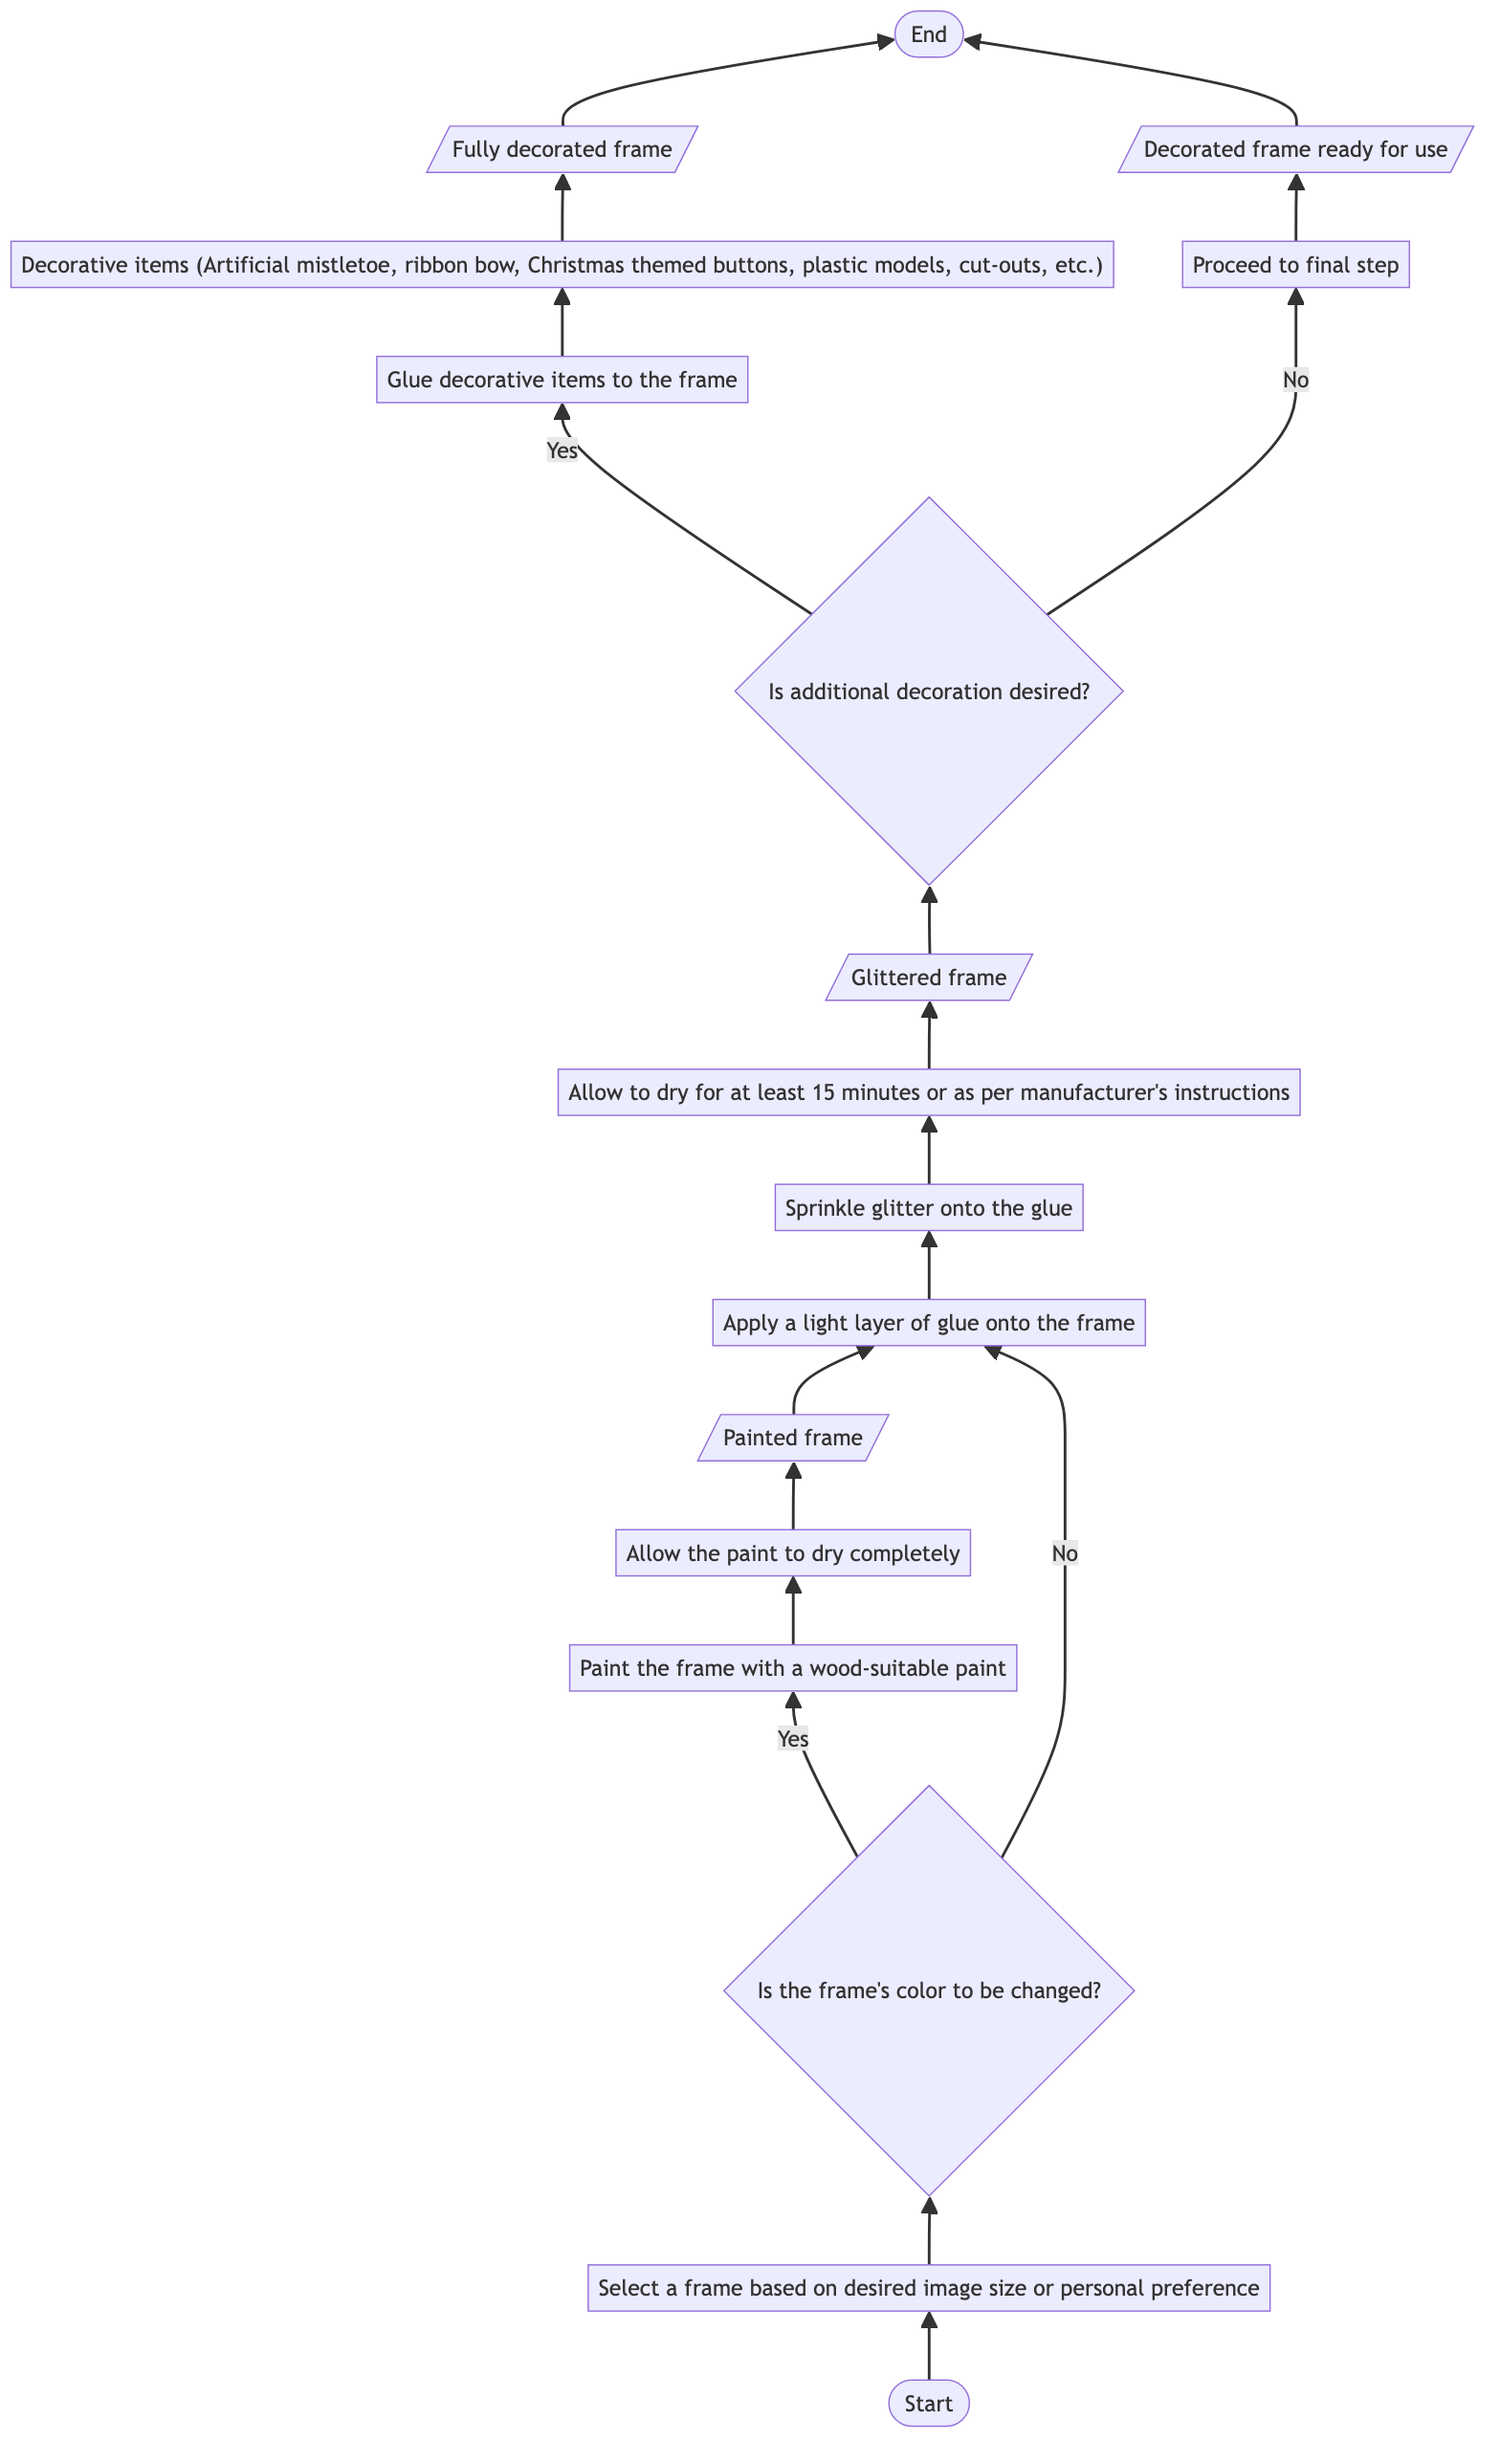 End
Fully decorated frame
Decorated frame ready for use
Decorative items (Artificial mistletoe, ribbon bow, Christmas themed buttons, plastic models, cut-outs, etc.)
Proceed to final step
Glue decorative items to the frame
No
Yes
Is additional decoration desired?
Glittered frame
Allow to dry for at least 15 minutes or as per manufacturer's instructions
Sprinkle glitter onto the glue
Apply a light layer of glue onto the frame
Painted frame
Allow the paint to dry completely
No
Paint the frame with a wood-suitable paint
Yes
Is the frame's color to be changed?
Select a frame based on desired image size or personal preference
Start